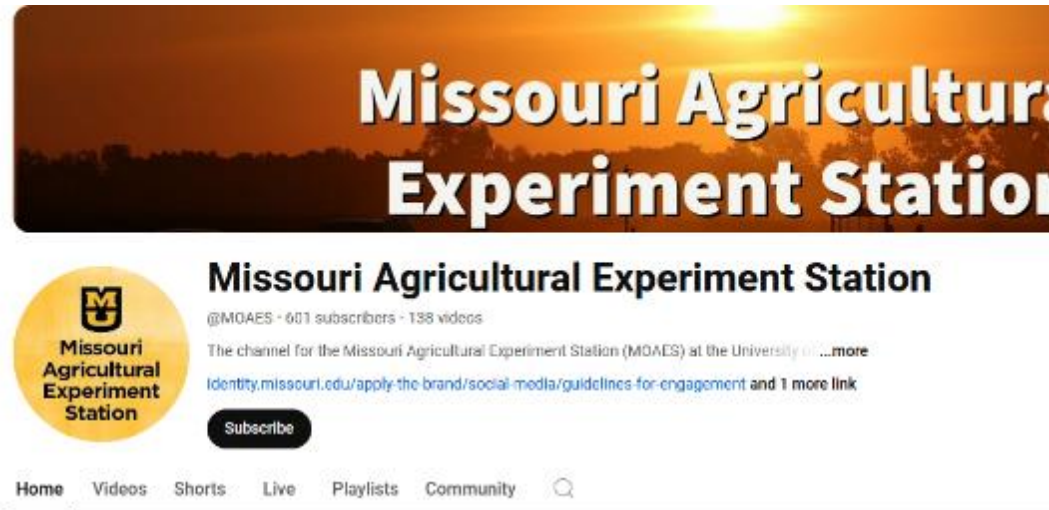 Missouri Agricultura
Experiment Station
MU
Missouri
Agricultural
Experiment
Station
Missouri Agricultural Experiment Station
@MOAES · 601 subscribers · 138 videos
The channel for the Missouri Agricultural Experiment Station (MOAES) at the University of ...more
identity.missouri.edu/apply-the-brand/social-media/guidelines-for-engagement and 1 more link
Subscribe
Home Videos Shorts Live Playlists Community